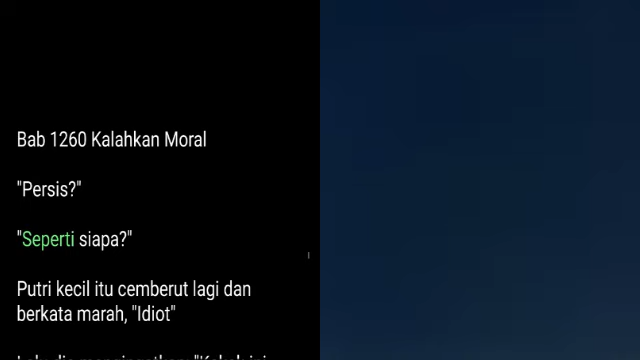 Bab 1260 Kalahkan Moral
"Persis?"
"Seperti siapa?"
Putri kecil itu cemberut lagi dan
berkata marah, "Idiot"